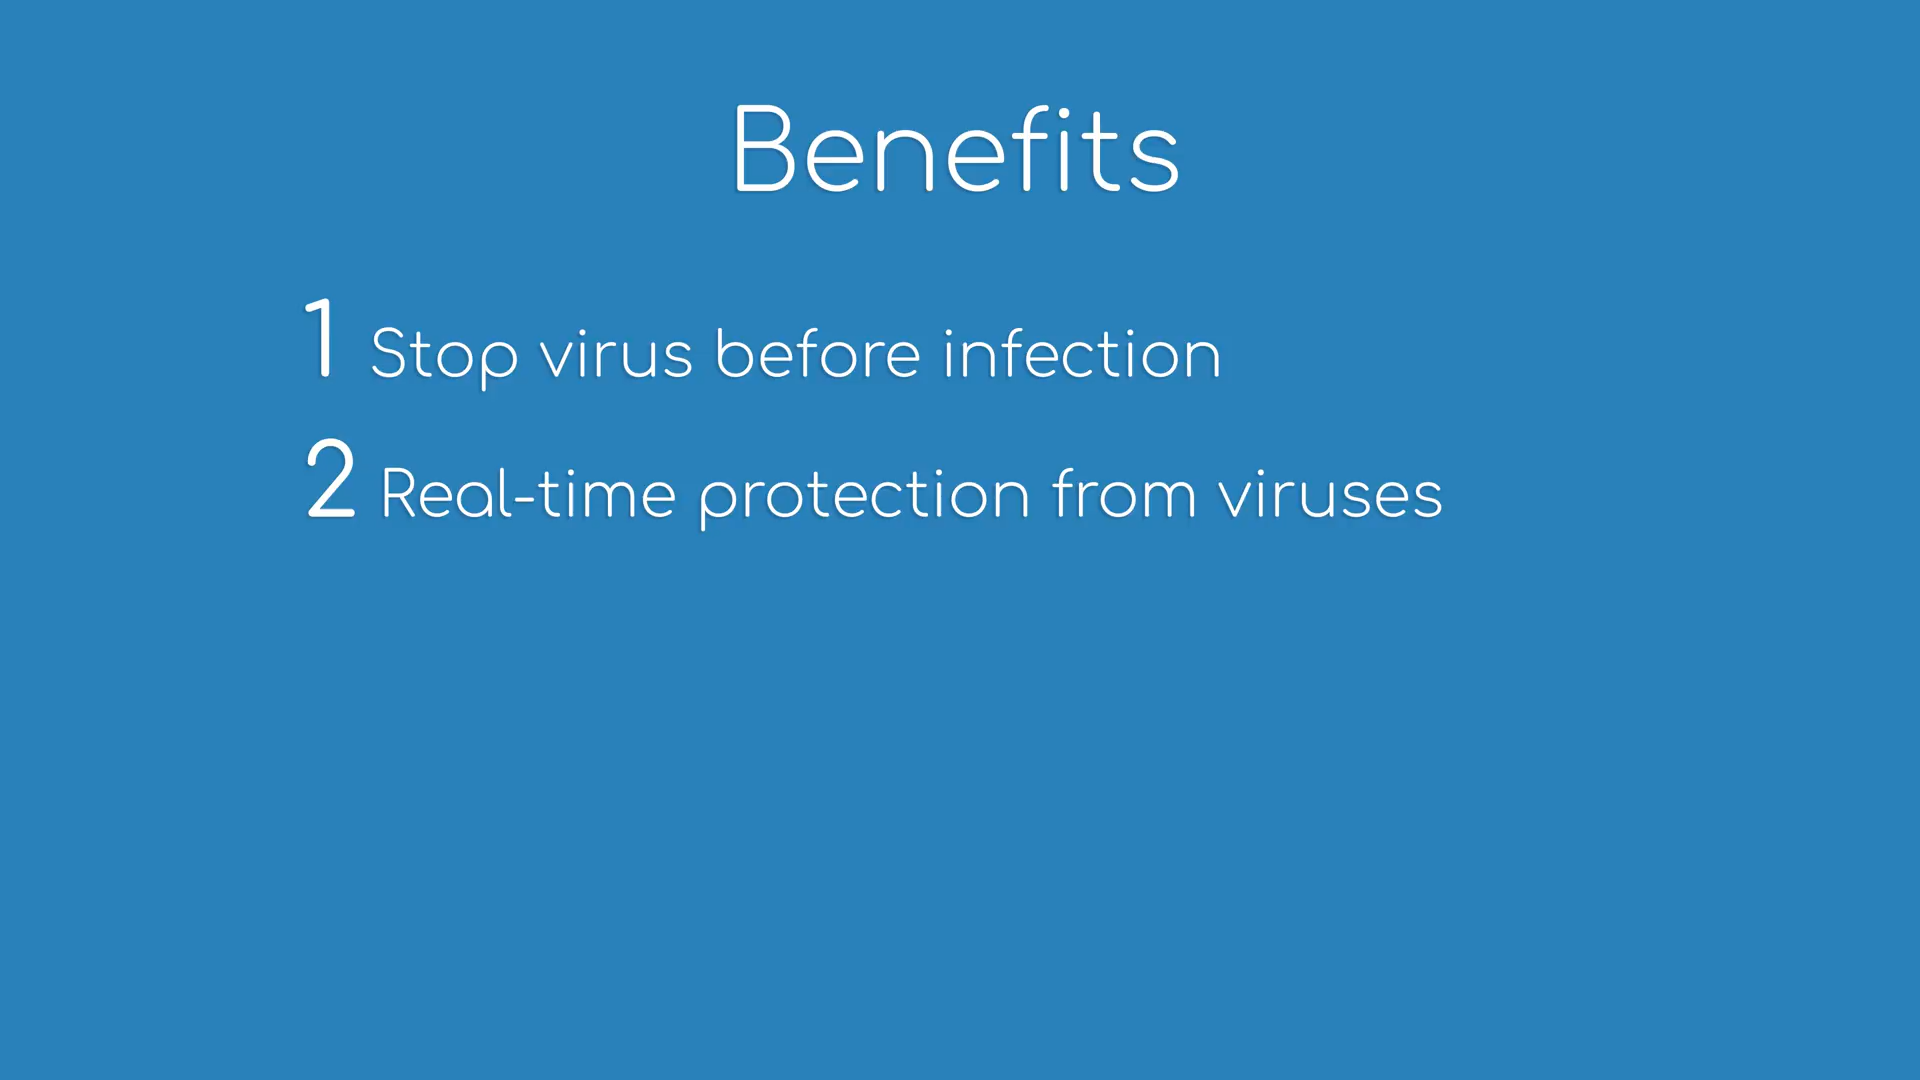 Benefits
1 Stop virus before infection
2 Real-time protection from viruses